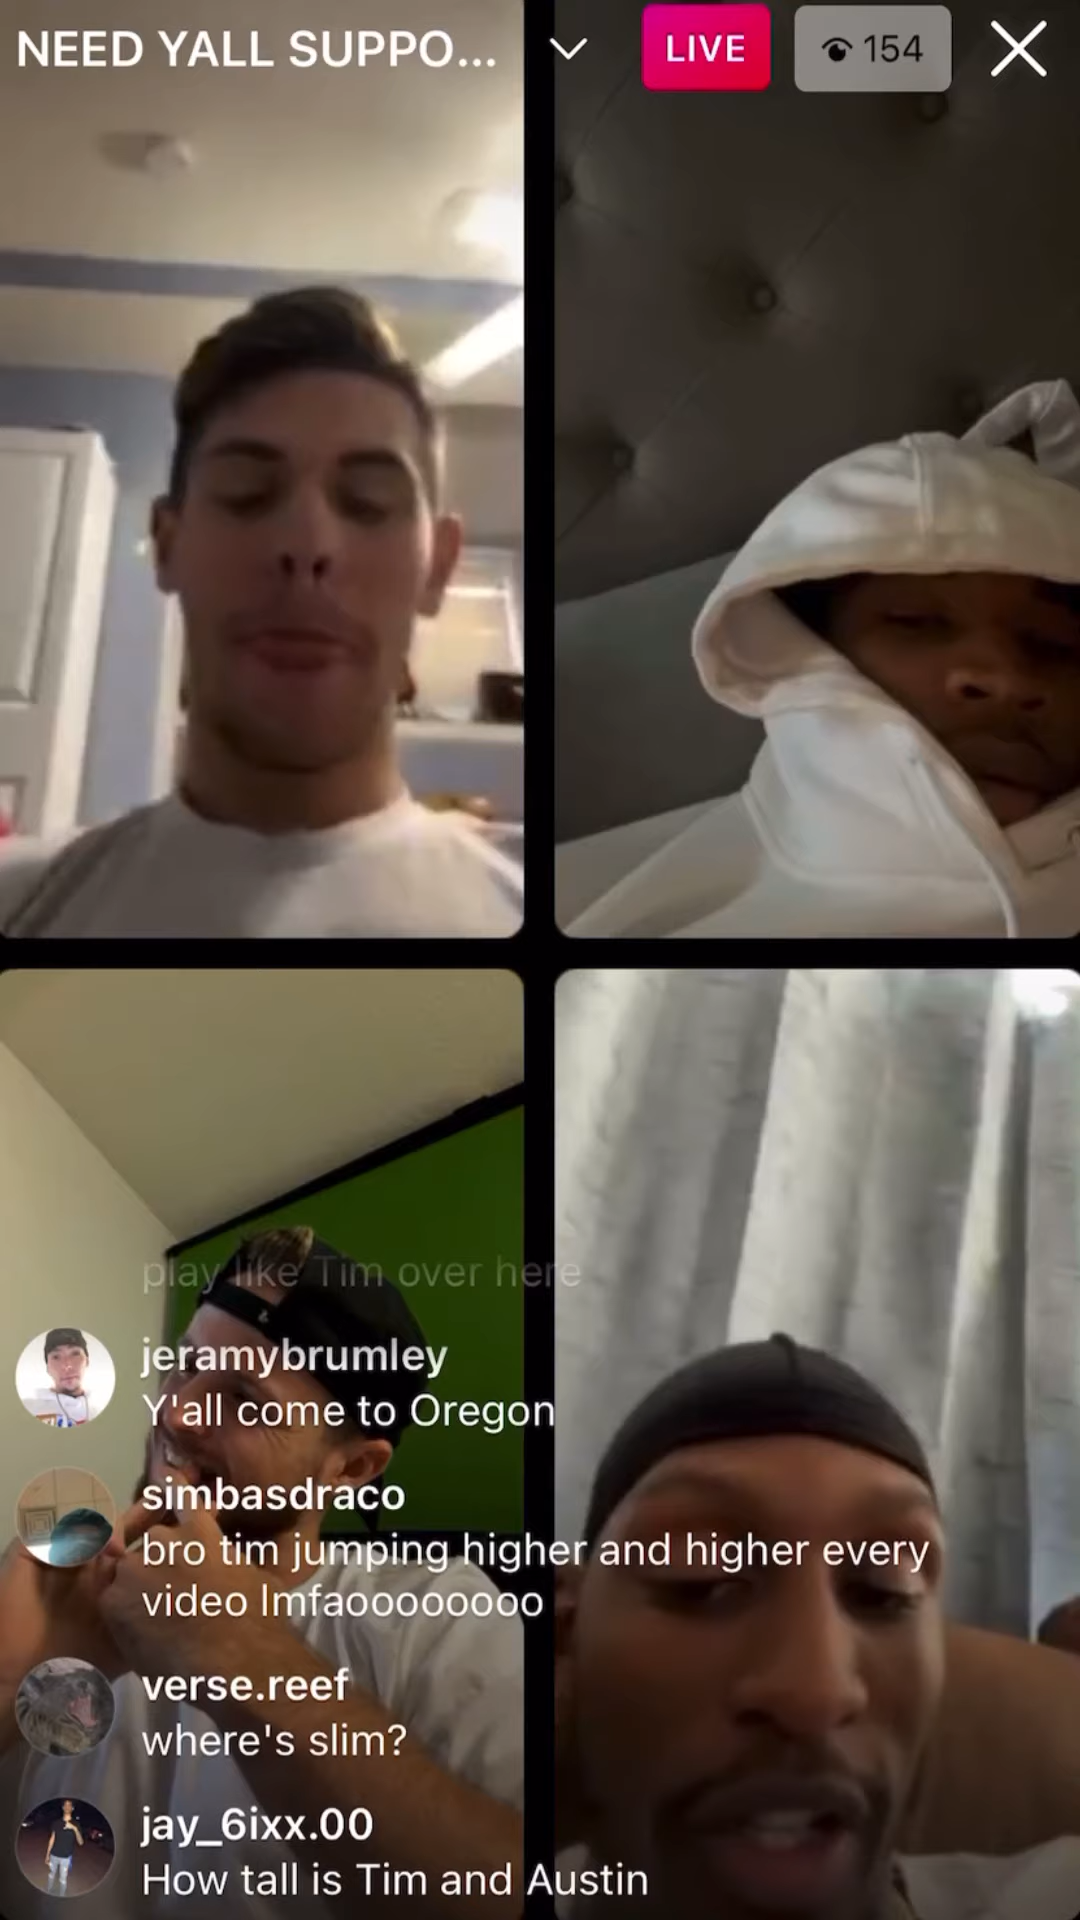 NEED YALL SUPPO...
LIVE
154
play like Tim over here
jeramybrumley
Y'all come to Oregon
simbasdraco
bro tim jumping higher and higher every
video lmfaoooooooo
verse.reef
where's slim?
jay_6ixx.00
How tall is Tim and Austin